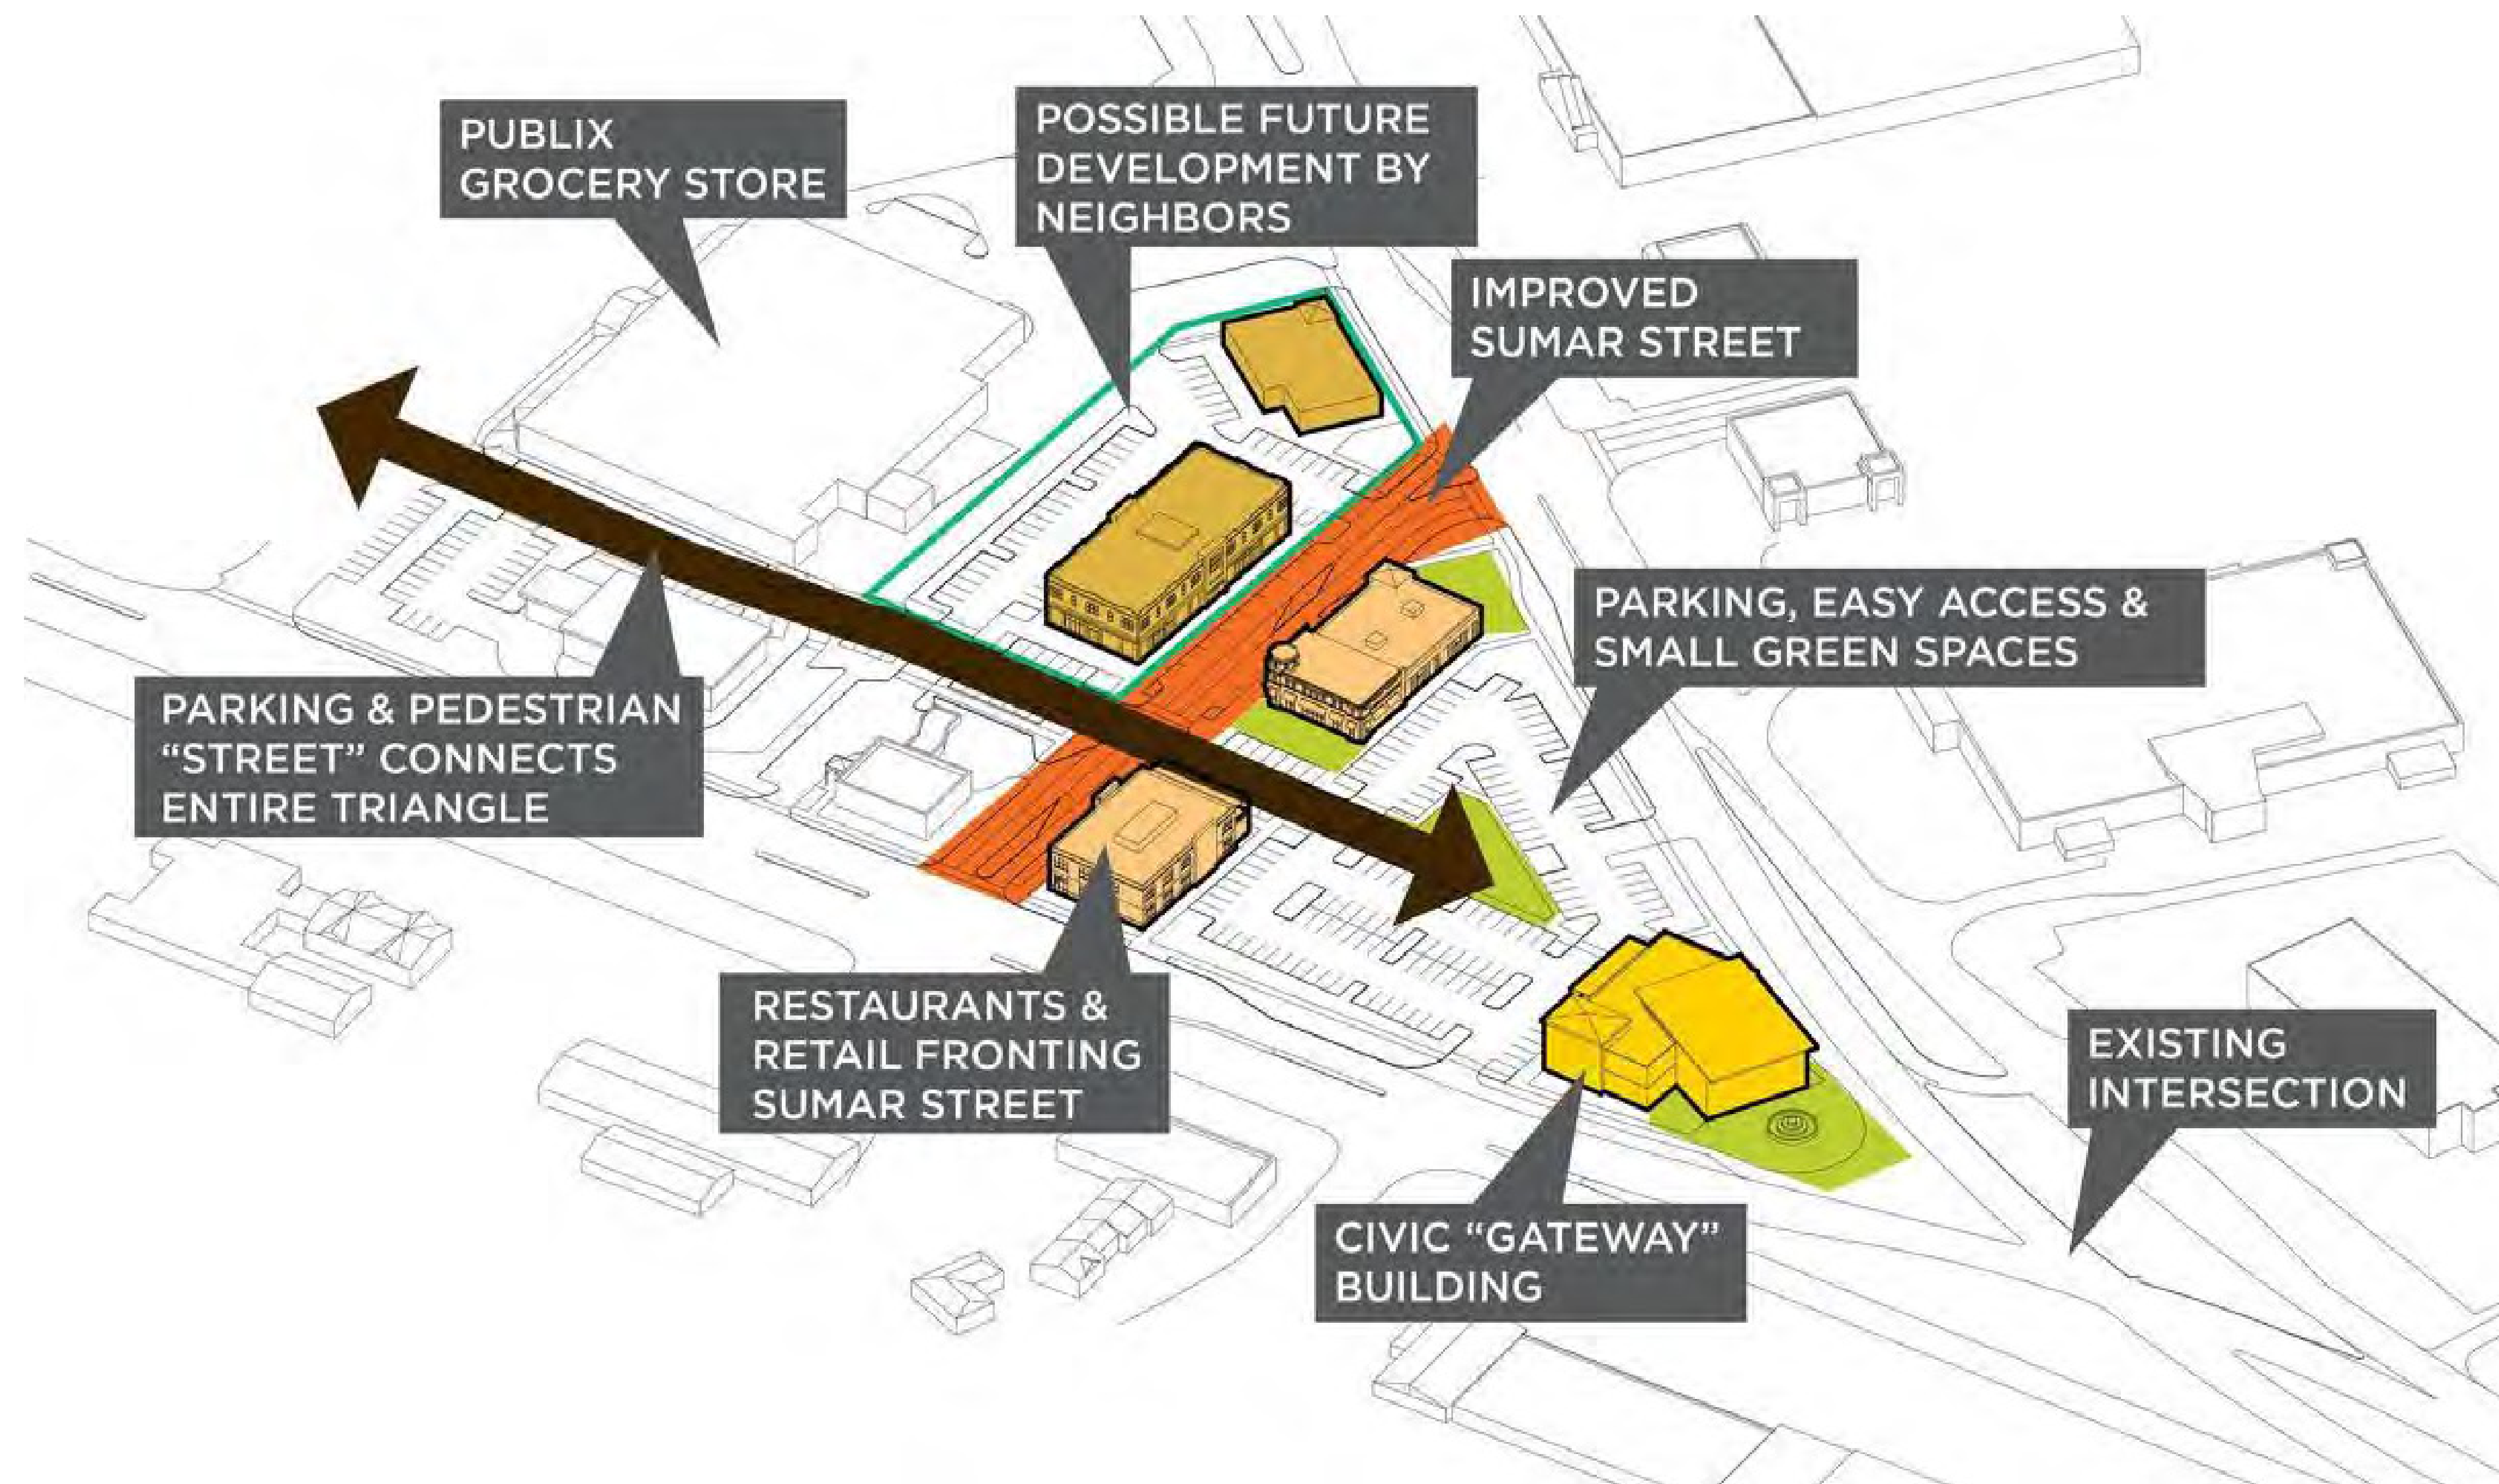 PUBLIX
GROCERY STORE
POSSIBLE FUTURE
DEVELOPMENT BY
NEIGHBORS
IMPROVED
SUMAR STREET
PARKING, EASY ACCESS &
SMALL GREEN SPACES
PARKING & PEDESTRIAN
“STREET” CONNECTS
ENTIRE TRIANGLE
RESTAURANTS &
RETAIL FRONTING
SUMAR STREET
EXISTING
INTERSECTION
CIVIC “GATEWAY”
BUILDING